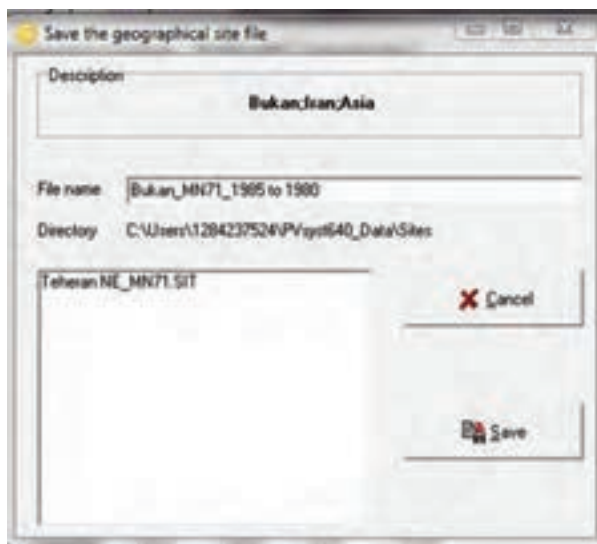 Save the geographical site file
Description
Bukan;Iran;Asia
File name Bukan_MN71_1985 to 1980
Directory C:\Users\1284237524\PVsyst640_Data\Sites
Teheran NE_MN71.SIT
Cancel
Save